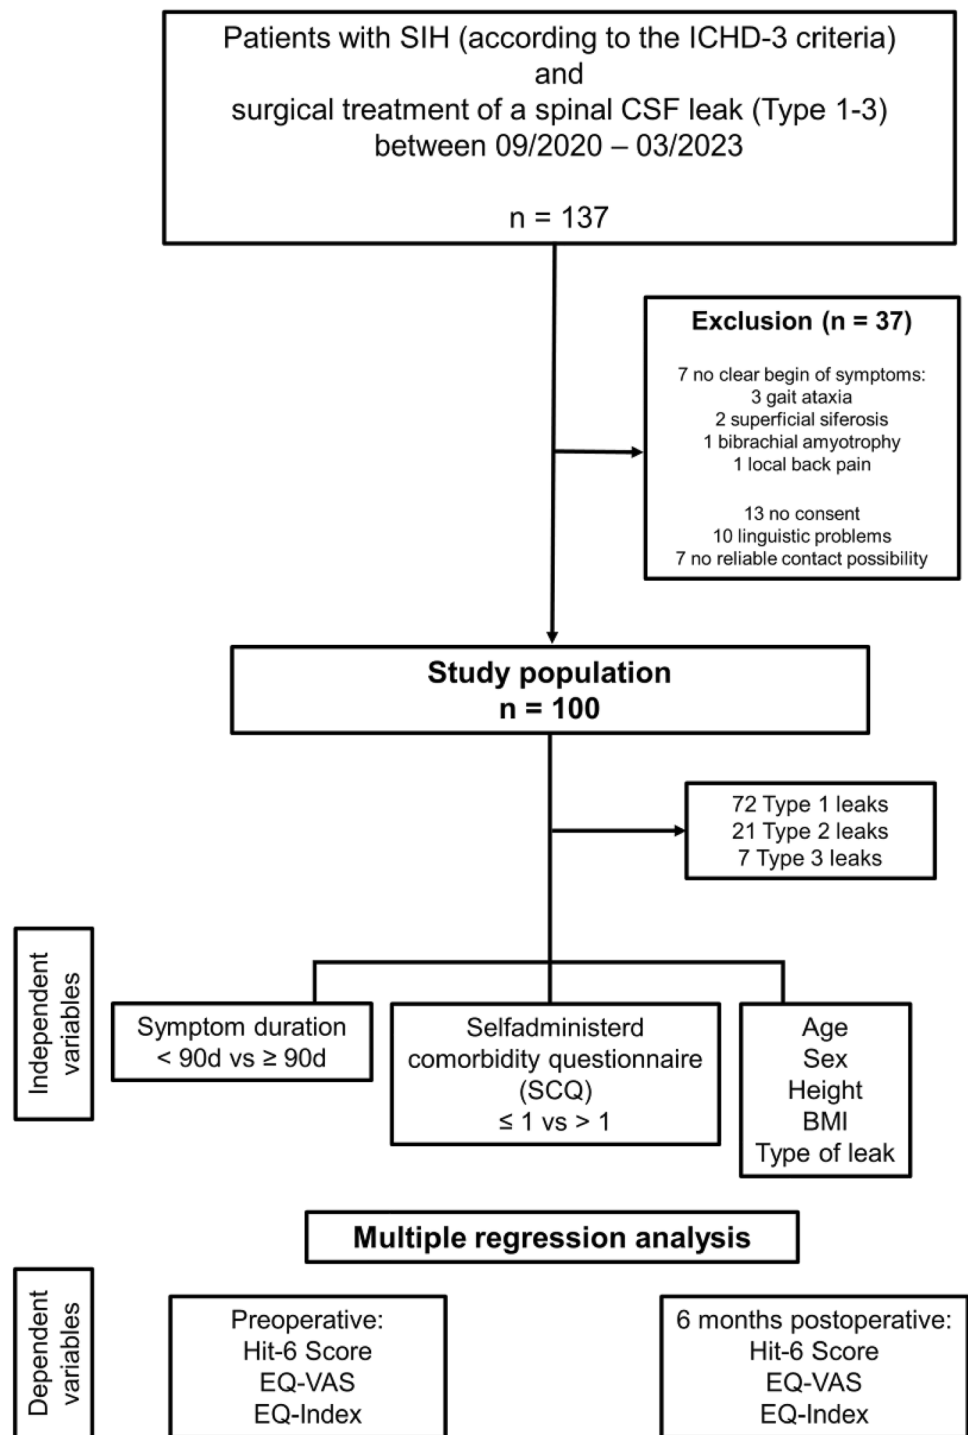 Patients with SIH (according to the ICHD-3 criteria)
and
surgical treatment of a spinal CSF leak (Type 1-3)
between 09/2020 – 03/2023
n = 137
Exclusion (n = 37)
7 no clear begin of symptoms:
3 gait ataxia
2 superficial siferosis
1 bibrachial amyotrophy
1 local back pain
13 no consent
10 linguistic problems
7 no reliable contact possibility
Study population
n = 100
72 Type 1 leaks
21 Type 2 leaks
7 Type 3 leaks
Independent
variables
Symptom duration
< 90d vs ≥ 90d
Selfadministerd
comorbidity questionnaire
(SCQ)
≤ 1 vs > 1
Age
Sex
Height
BMI
Type of leak
Multiple regression analysis
Dependent
variables
Preoperative:
Hit-6 Score
EQ-VAS
EQ-Index
6 months postoperative:
Hit-6 Score
EQ-VAS
EQ-Index